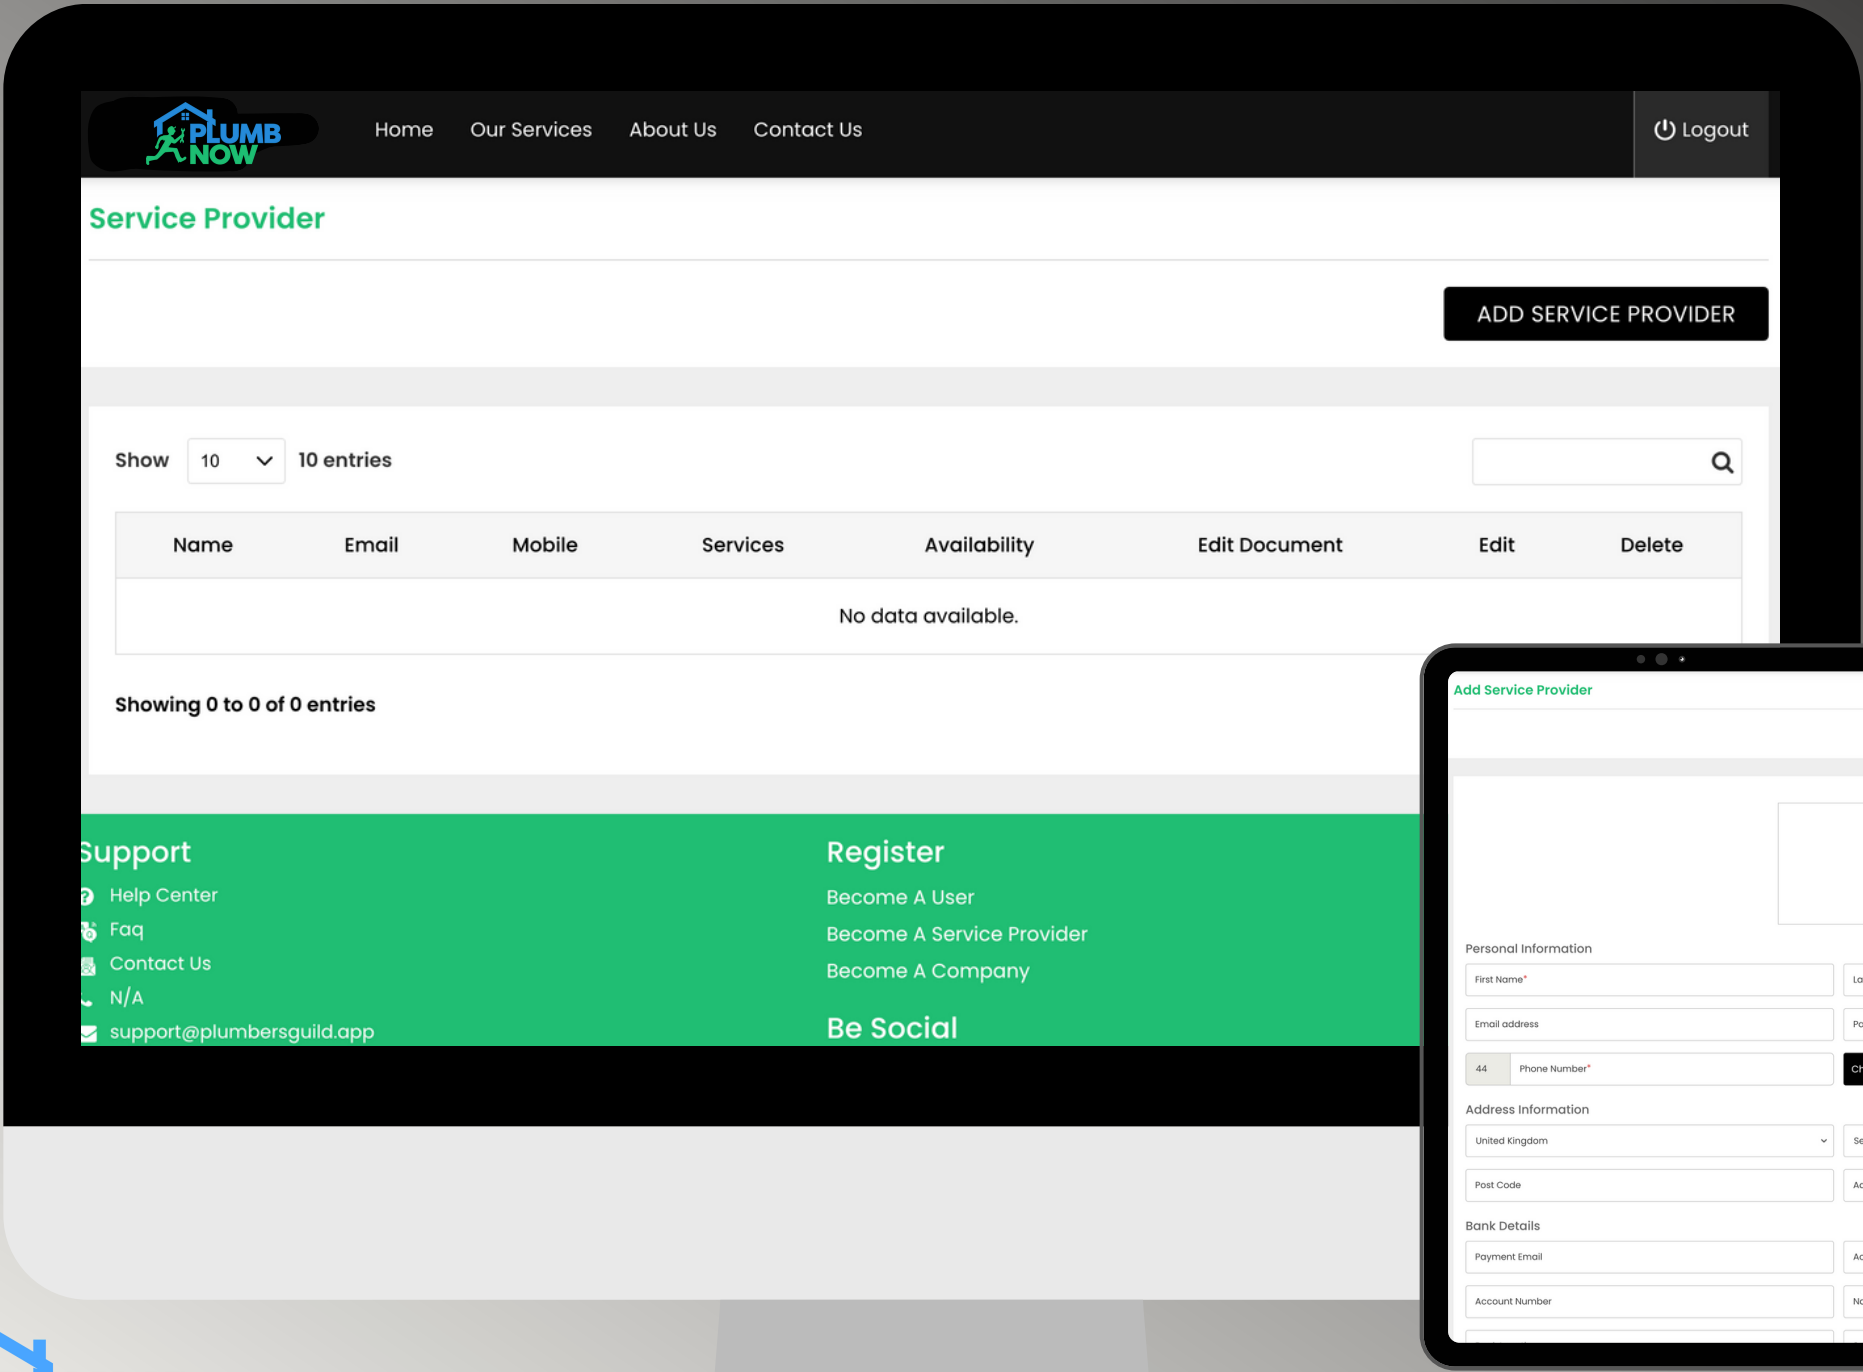 PLUMB
NOW
Home Our Services About Us Contact Us Logout
Service Provider
ADD SERVICE PROVIDER
Show 10 10 entries
Name Email Mobile Services Availability Edit Document Edit Delete
No data available.
Showing 0 to 0 of 0 entries
Support
Help Center
Faq
Contact Us
N/A
support@plumbersguild.app
Register
Become A User
Become A Service Provider
Become A Company
Be Social
Add Service Provider
Personal Information
First Name*
Email address
44 Phone Number*
Address Information
United Kingdom
Post Code
Bank Details
Payment Email
Account Number